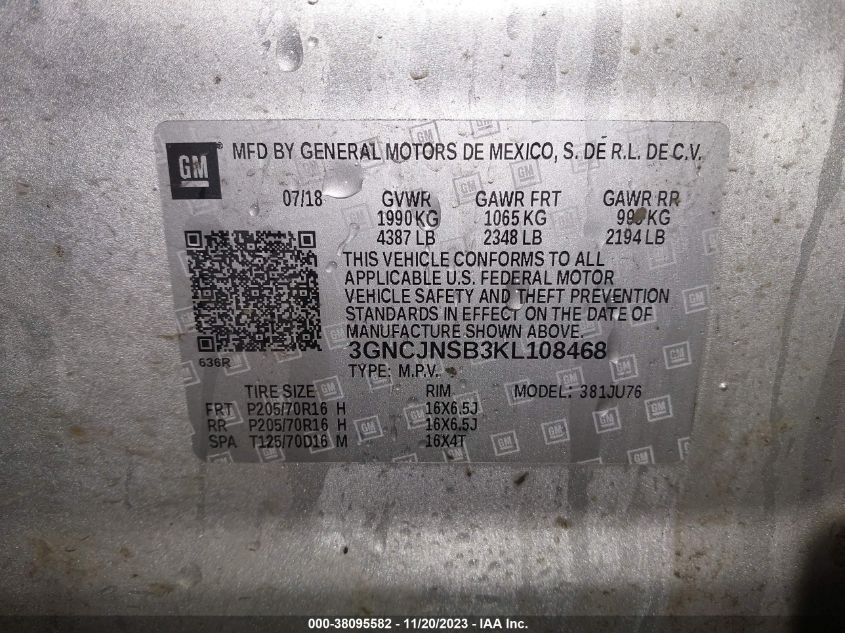 GM ® MFD BY GENERAL MOTORS DE MEXICO, S. DE R.L. DE C.V.
07/18 GVWR GAWR FRT GAWR RR
1990 KG 1065 KG KG
4387 LB 2348 LB 2194 LB
THIS VEHICLE CONFORMS TO ALL
APPLICABLE U.S. FEDERAL MOTOR
VEHICLE SAFETY AND THEFT PREVENTION
STANDARDS IN EFFECT ON THE DATE OF
MANUFACTURE SHOWN ABOVE.
636R 3GNCJNSB3KL108468
TYPE: M.P.V.
TIRE SIZE RIM MODEL: 381JU76
FRT P205/70R16 H 16X6.5J
RR P205/70R16 H 16X6.5J
SPA T125/70D16 M 16X4T
000-38095582 - 11/20/2023 - IAA Inc.